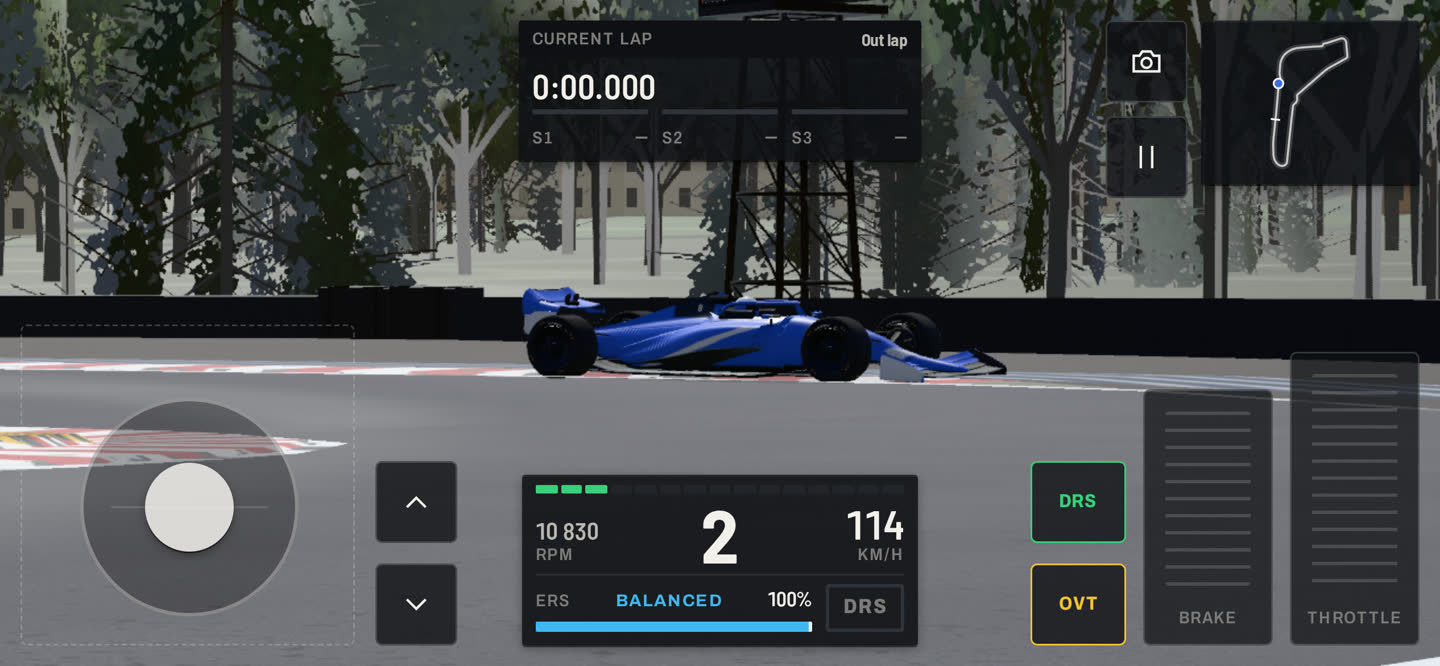 CURRENT LAP
Out lap
0:00.000
S1 – S2 – S3 –
2
114
10 830
RPM
KM/H
ERS BALANCED 100% DRS
DRS
OVT
BRAKE
THROTTLE